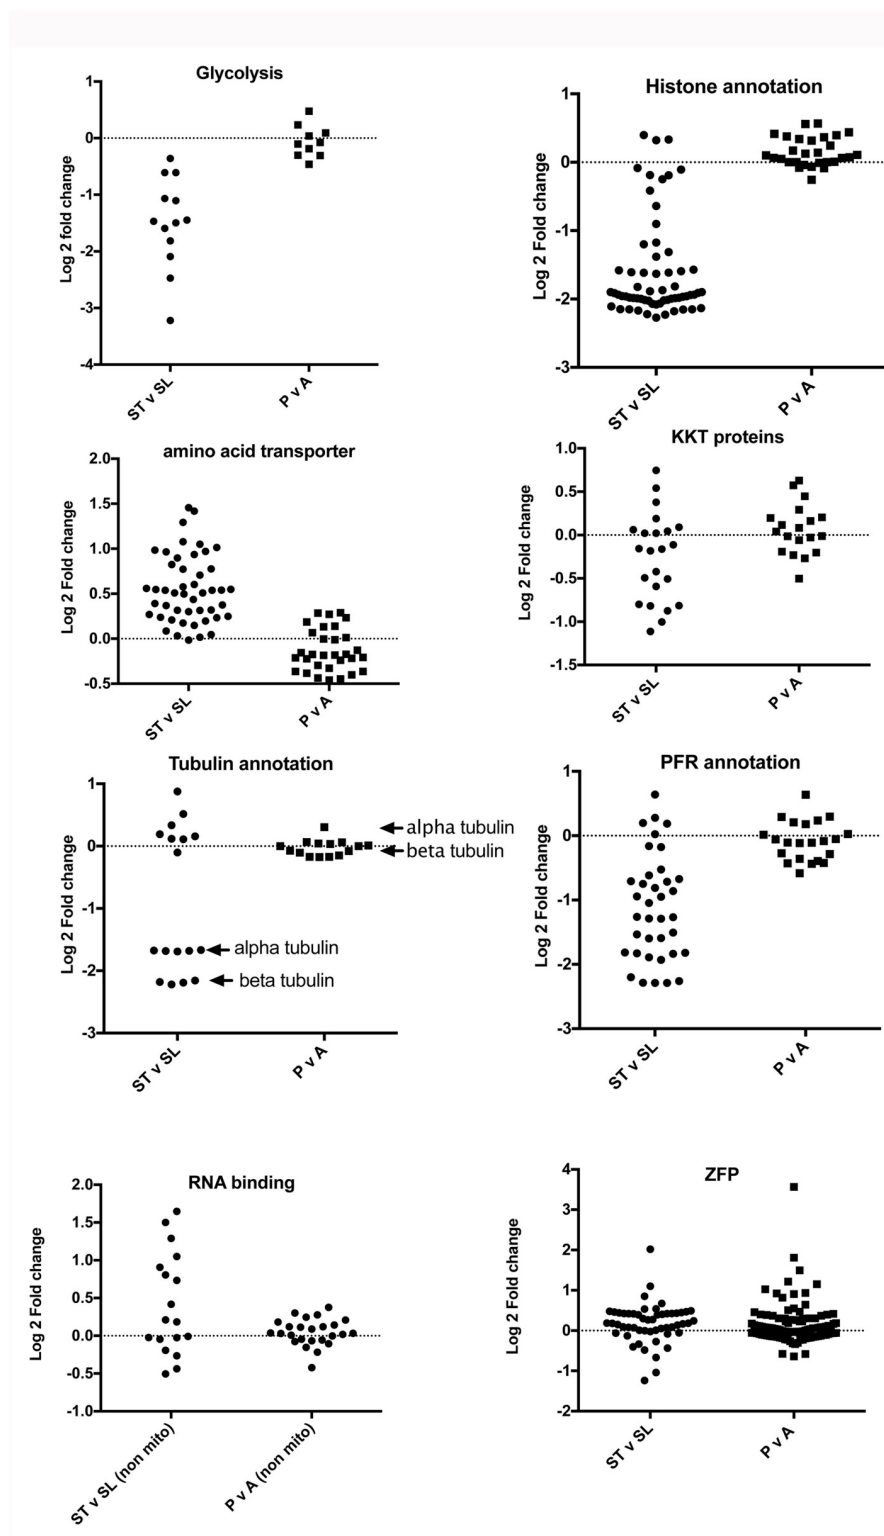 Glycolysis
Log 2 fold change
1
0
-1
-2
-3
-4
ST v SL
P v A
Histone annotation
Log 2 Fold change
1
0
-1
-2
-3
ST v SL
P v A
amino acid transporter
Log 2 Fold change
2.0
1.5
1.0
0.5
0.0
-0.5
ST v SL
P v A
KKT proteins
Log 2 Fold change
1.0
0.5
0.0
-0.5
-1.0
-1.5
ST v SL
P v A
Tubulin annotation
Log 2 Fold change
1
0
-1
-2
-3
alpha tubulin
beta tubulin
alpha tubulin
beta tubulin
ST v SL
P v A
PFR annotation
Log 2 Fold change
1
0
-1
-2
-3
ST v SL
P v A
RNA binding
Log 2 Fold change
2.0
1.5
1.0
0.5
0.0
-0.5
-1.0
ST v SL (non mito)
P v A (non mito)
ZFP
Log 2 Fold change
4
3
2
1
0
-1
-2
ST v SL
P v A